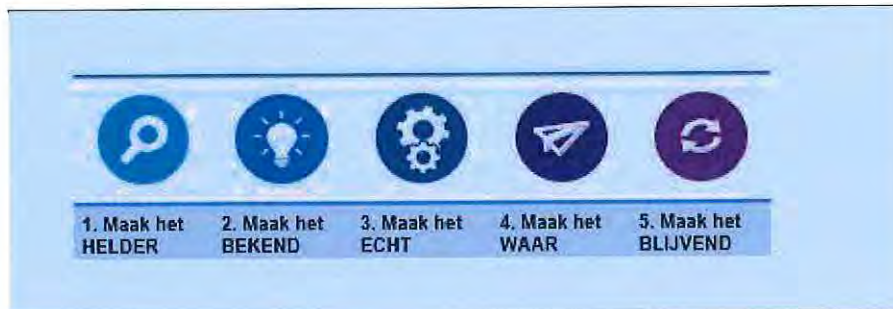 1. Maak het
HELDER
2. Maak het
BEKEND
3. Maak het
ECHT
4. Maak het
WAAR
5. Maak het
BLIJVEND